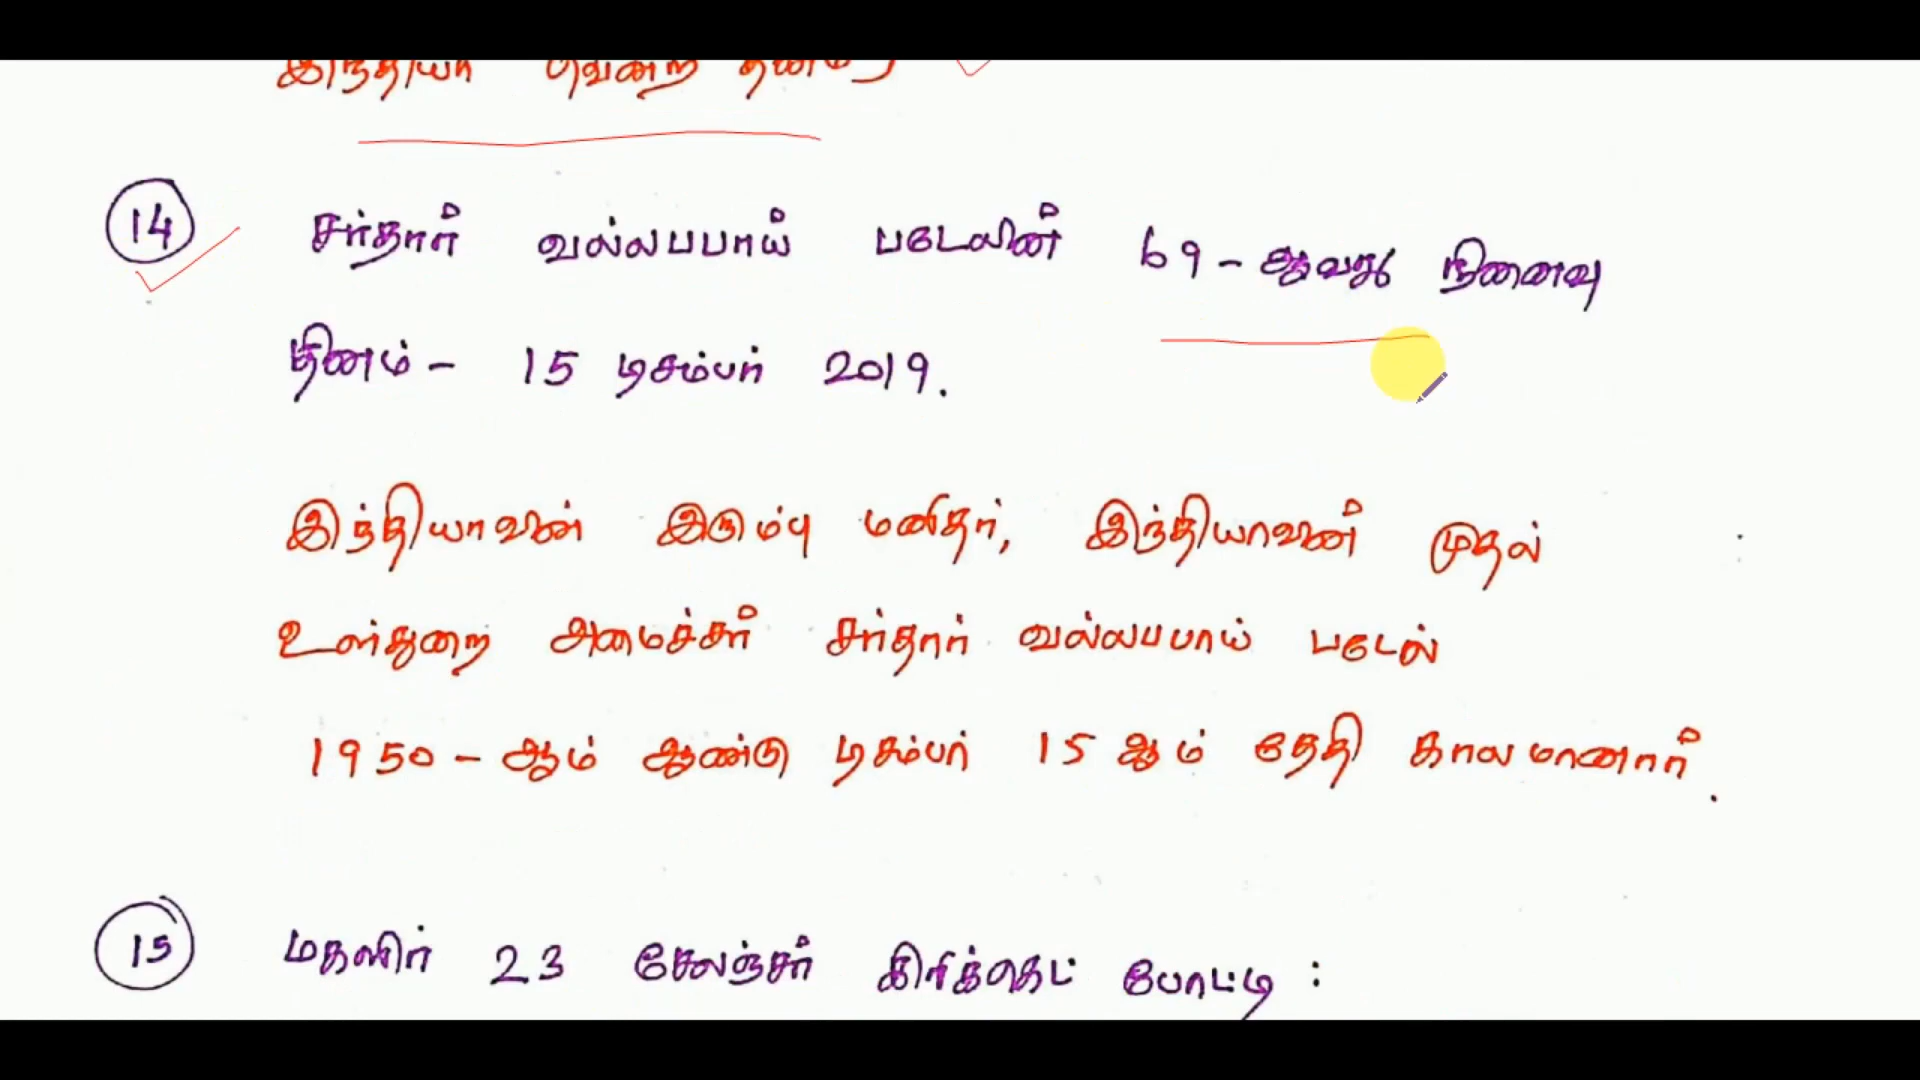 இந்தியா வென்ற தினம்
14 சர்தார் வல்லபபாய் படேலின் 69-ஆவது நினைவு
தினம் - 15 டிசம்பர் 2019.
இந்தியாவின் இரும்பு மனிதர், இந்தியாவின் முதல்
உள்துறை அமைச்சர் சர்தார் வல்லபபாய் படேல்
1950-ஆம் ஆண்டு டிசம்பர் 15 ஆம் தேதி காலமானார்.
15 மகளிர் 23 சேலஞ்சர் கிரிக்கெட் போட்டி :